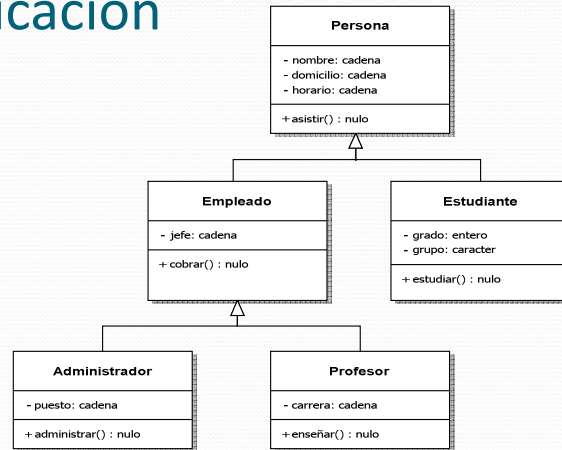 Persona
- nombre: cadena
- domicilio: cadena
- horario: cadena
+ asistir() : nulo
Empleado
- jefe: cadena
+ cobrar() : nulo
Estudiante
- grado: entero
- grupo: caracter
+ estudiar() : nulo
Administrador
- puesto: cadena
+ administrar() : nulo
Profesor
- carrera: cadena
+ enseñar() : nulo